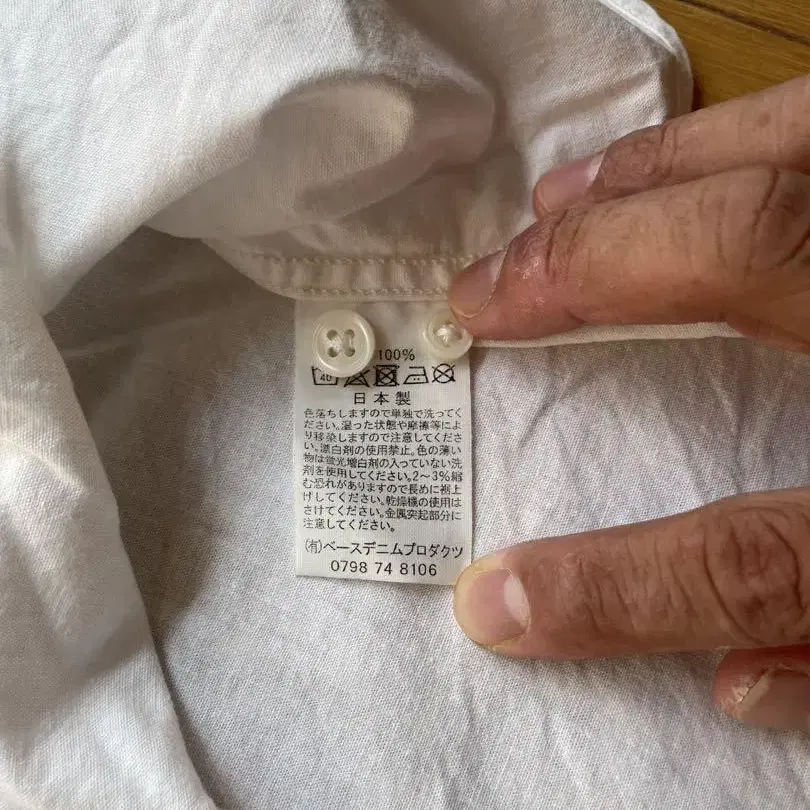 100%
40
日本製
色落ちしますので単独で洗ってく
ださい。湿った状態や摩擦等によ
り移染しますので注意してくださ
い。漂白剤の使用禁止。色の薄い
物は蛍光増白剤の入っていない洗
剤を使用してください。2～3%縮
む恐れがありますので長めに裾上
げしてください。乾燥機の使用は
さけてください。金属突起部分に
注意してください。
(有)ベースデニムプロダクツ
0798 74 8106